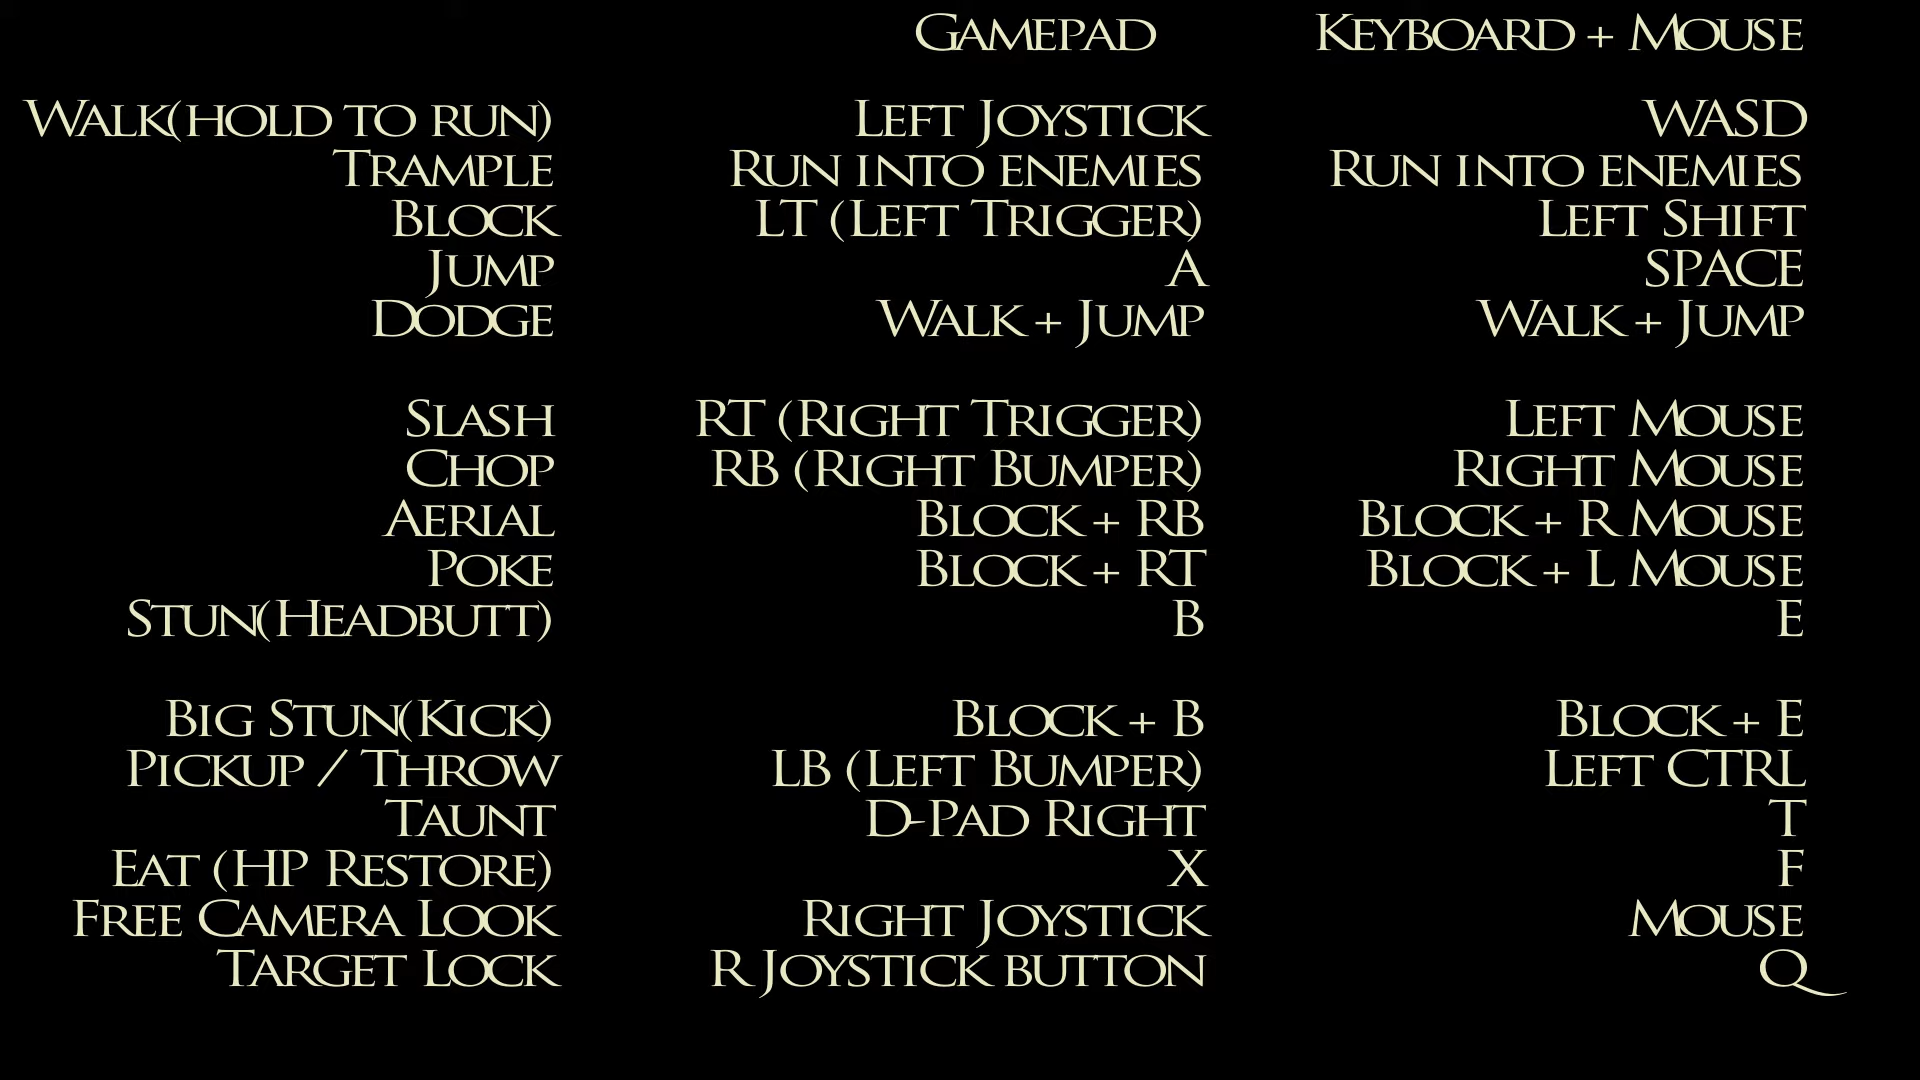 Gamepad Keyboard + Mouse
Walk(hold to run) Left Joystick WASD
Trample Run into enemies Run into enemies
Block LT (Left Trigger) Left Shift
Jump A SPACE
Dodge Walk + Jump Walk + Jump
Slash RT (Right Trigger) Left Mouse
Chop RB (Right Bumper) Right Mouse
Aerial Block + RB Block + R Mouse
Poke Block + RT Block + L Mouse
Stun(Headbutt) B E
Big Stun(Kick) Block + B Block + E
Pickup / Throw LB (Left Bumper) Left CTRL
Taunt D-Pad Right T
Eat (HP Restore) X F
Free Camera Look Right Joystick Mouse
Target Lock R Joystick button Q